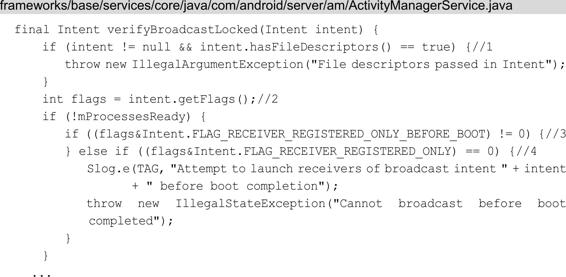 frameworks/base/services/core/java/com/android/server/am/ActivityManagerService.java
final Intent verifyBroadcastLocked(Intent intent) {
if (intent != null && intent.hasFileDescriptors() == true) {//1
throw new IllegalArgumentException("File descriptors passed in Intent");
}
int flags = intent.getFlags();//2
if (!mProcessesReady) {
if ((flags&Intent.FLAG_RECEIVER_REGISTERED_ONLY_BEFORE_BOOT) != 0) {//3
} else if ((flags&Intent.FLAG_RECEIVER_REGISTERED_ONLY) == 0) {//4
Slog.e(TAG, "Attempt to launch receivers of broadcast intent " + intent
+ " before boot completion");
throw new IllegalStateException("Cannot broadcast before boot
completed");
}
}
...